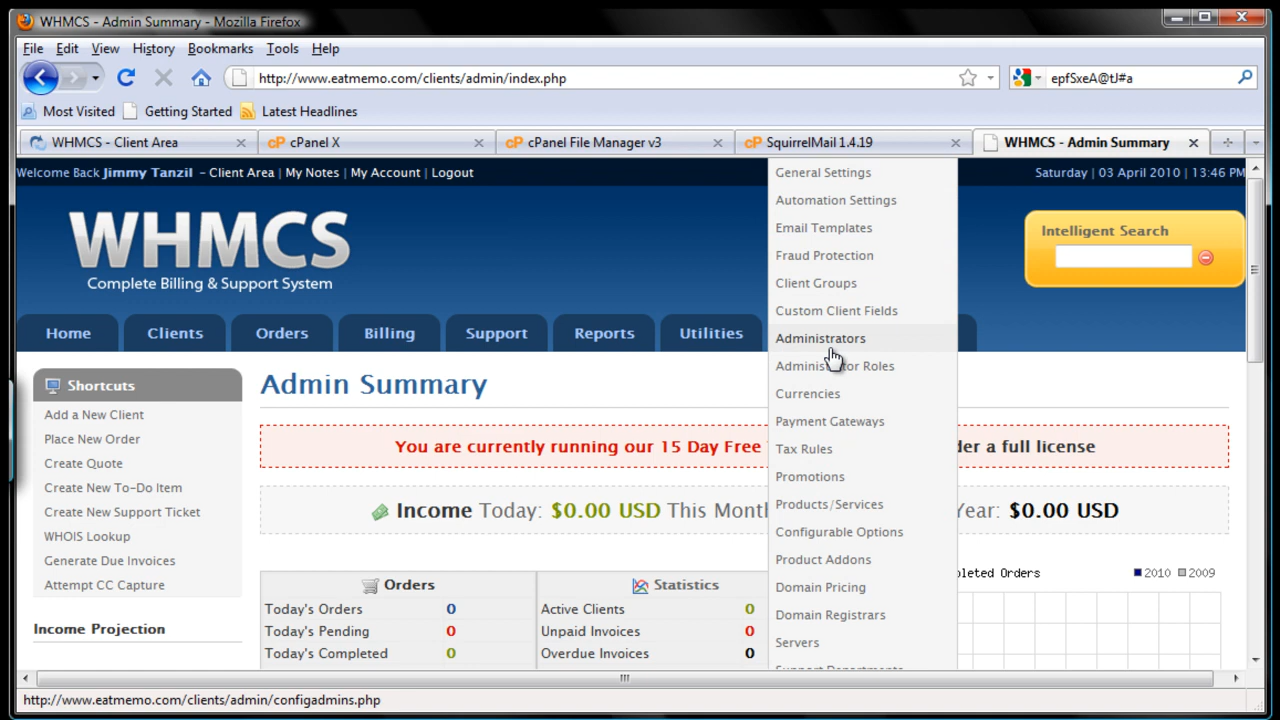 WHMCS - Admin Summary - Mozilla Firefox
File Edit View History Bookmarks Tools Help
http://www.eatmemo.com/clients/admin/index.php
epfSxeA@tJ#a
Most Visited Getting Started Latest Headlines
WHMCS - Client Area
cP cPanel X
cP cPanel File Manager v3
cP SquirrelMail 1.4.19
WHMCS - Admin Summary
Welcome Back Jimmy Tanzil - Client Area | My Notes | My Account | Logout
Saturday | 03 April 2010 | 13:46 PM
WHMCS
Complete Billing & Support System
Intelligent Search
Home Clients Orders Billing Support Reports Utilities
General Settings
Automation Settings
Email Templates
Fraud Protection
Client Groups
Custom Client Fields
Administrators
Administrator Roles
Currencies
Payment Gateways
Tax Rules
Promotions
Products/Services
Configurable Options
Product Addons
Domain Pricing
Domain Registrars
Servers
Support Departments
Shortcuts
Add a New Client
Place New Order
Create Quote
Create New To-Do Item
Create New Support Ticket
WHOIS Lookup
Generate Due Invoices
Attempt CC Capture
Income Projection
Admin Summary
You are currently running our 15 Day Free der a full license
Income Today: $0.00 USD This Month Year: $0.00 USD
Orders
Today's Orders 0
Today's Pending 0
Today's Completed 0
Statistics
Active Clients 0
Unpaid Invoices 0
Overdue Invoices 0
pleted Orders
2010 2009
http://www.eatmemo.com/clients/admin/configadmins.php